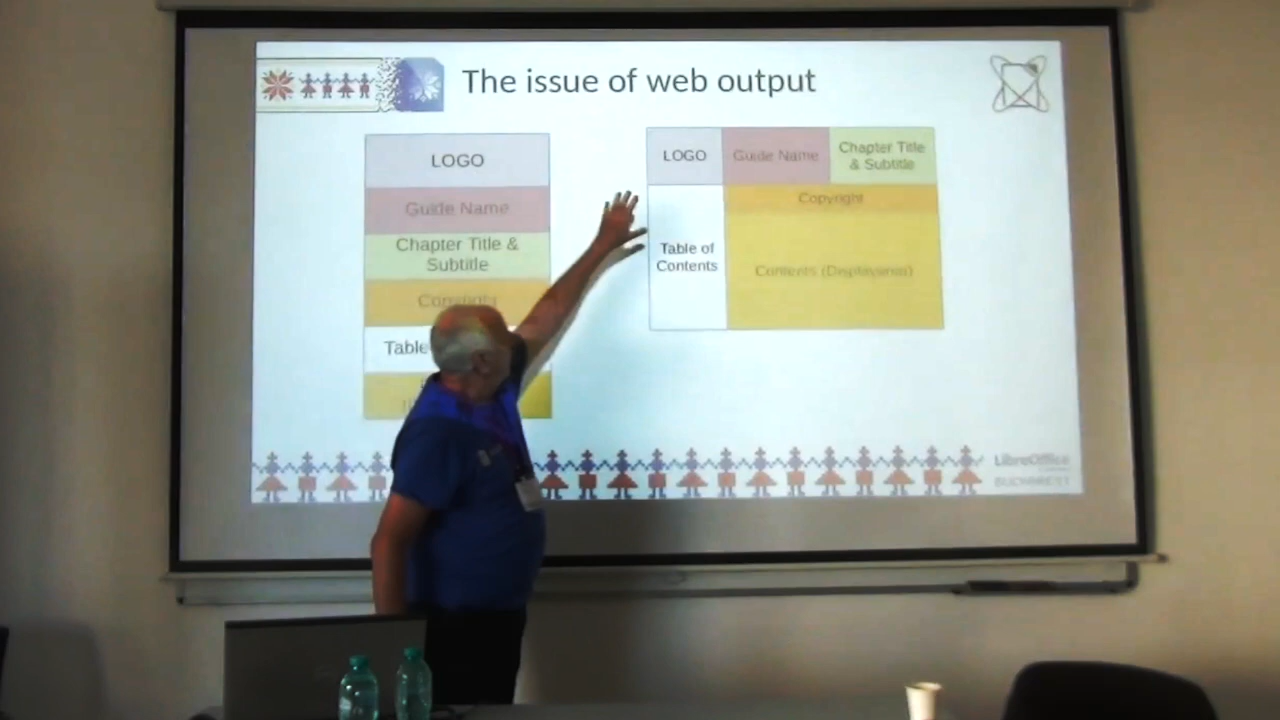 The issue of web output
LOGO
Guide Name
Chapter Title &
Subtitle
Copyright
Table
LOGO
Guide Name
Chapter Title
& Subtitle
Copyright
Table of
Contents
Contents (Displayarea)
LibreOffice
BUCHAREST